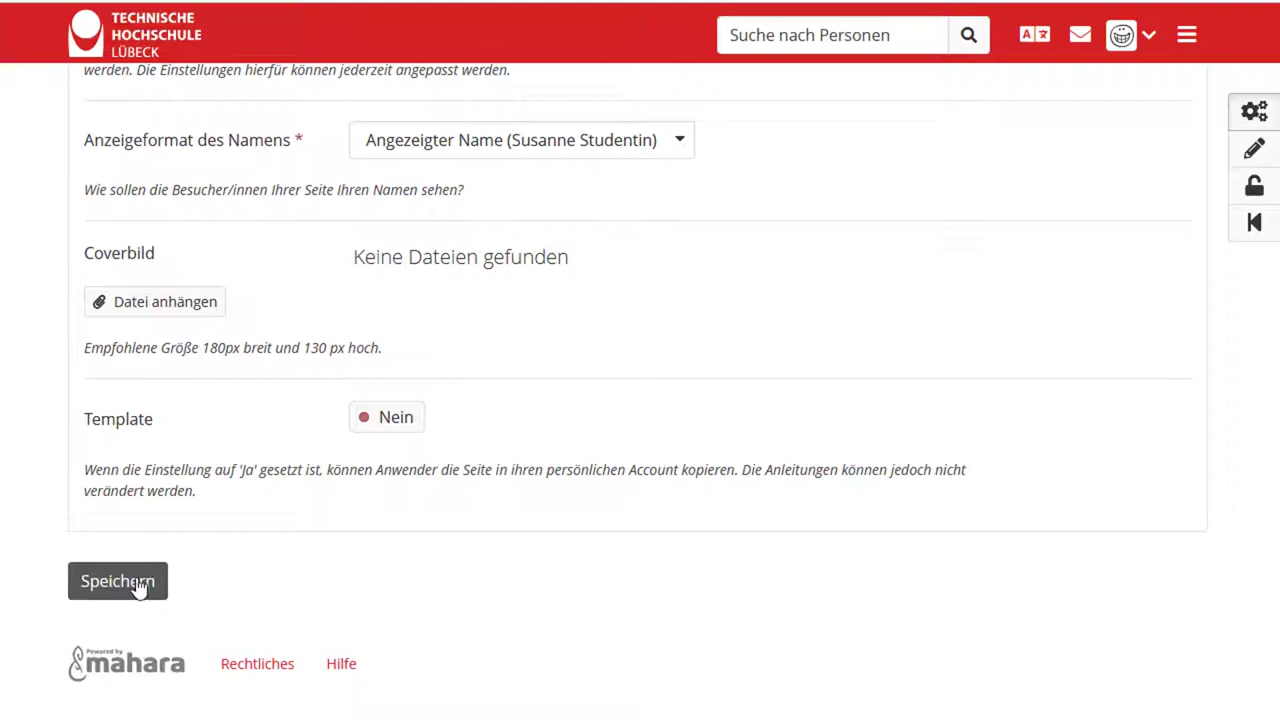 TECHNISCHE
HOCHSCHULE
LÜBECK
Suche nach Personen
werden. Die Einstellungen hierfür können jederzeit angepasst werden.
Anzeigeformat des Namens *
Angezeigter Name (Susanne Studentin)
Wie sollen die Besucher/innen Ihrer Seite Ihren Namen sehen?
Coverbild
Keine Dateien gefunden
Datei anhängen
Empfohlene Größe 180px breit und 130 px hoch.
Template
Nein
Wenn die Einstellung auf 'Ja' gesetzt ist, können Anwender die Seite in ihren persönlichen Account kopieren. Die Anleitungen können jedoch nicht
verändert werden.
Speichern
Powered by
mahara
Rechtliches
Hilfe